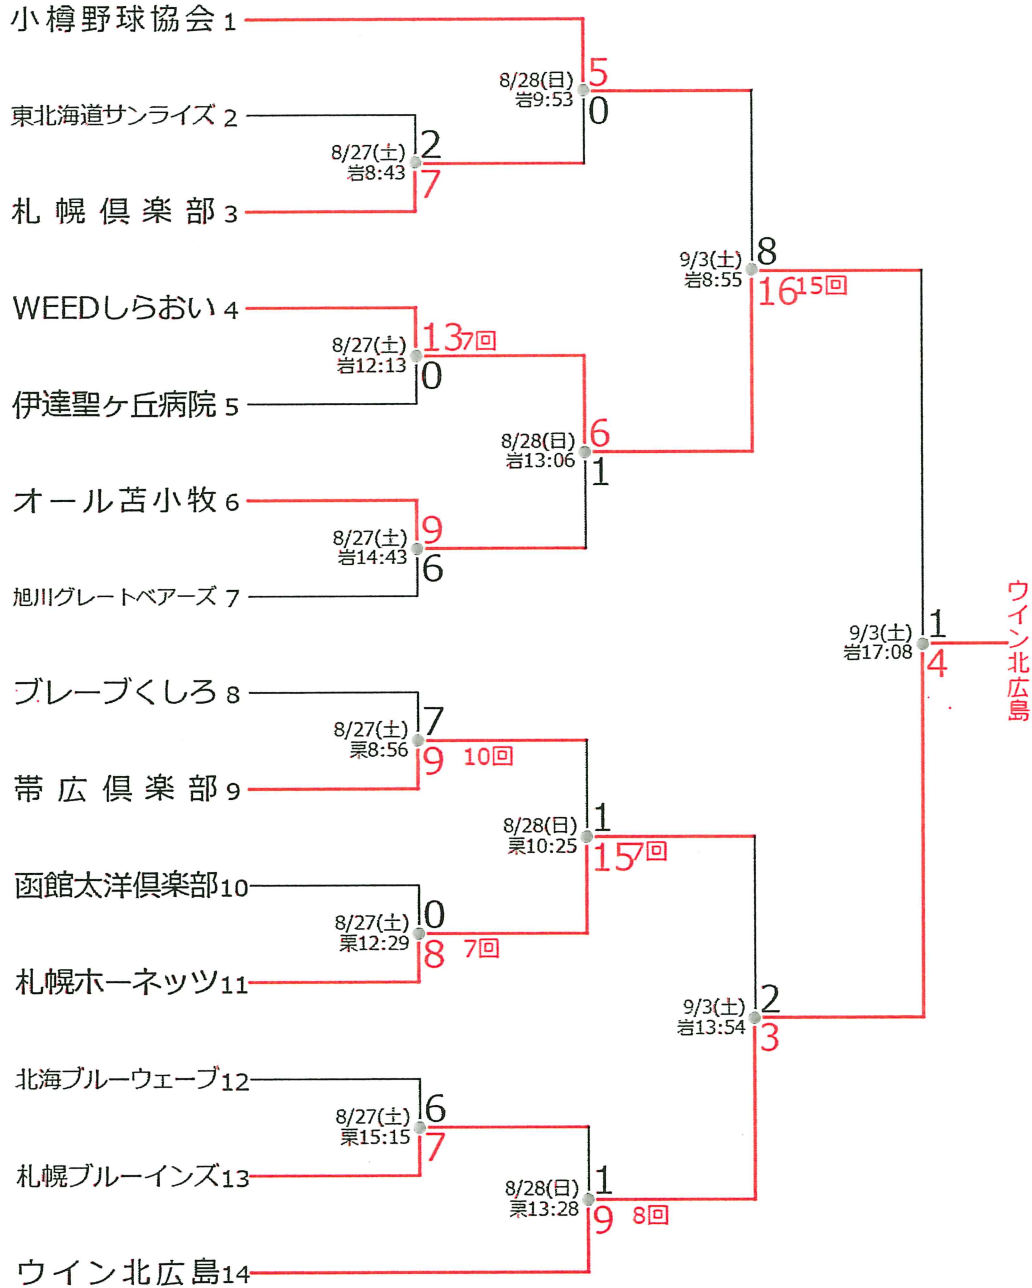 小樽野球協会 1
8/28(日)
岩9:53
5
0
東北海道サンライズ 2
8/27(土)
岩8:43
2
7
札幌倶楽部 3
9/3(土)
岩8:55
8
16 15回
WEEDしらおい 4
8/27(土)
岩12:13
13 7回
0
伊達聖ヶ丘病院 5
8/28(日)
岩13:06
6
1
オール苫小牧 6
8/27(土)
岩14:43
9
6
旭川グレートベアーズ 7
9/3(土)
岩17:08
1
4
ウイン北広島
ブレーブくしろ 8
8/27(土)
栗8:56
7
9 10回
帯広倶楽部 9
8/28(日)
栗10:25
1
15 7回
函館太洋倶楽部 10
8/27(土)
栗12:29
0
8 7回
札幌ホーネッツ 11
9/3(土)
岩13:54
2
3
北海ブルーウェーブ 12
8/27(土)
栗15:15
6
7
札幌ブルーインズ 13
8/28(日)
栗13:28
1
9 8回
ウイン北広島 14